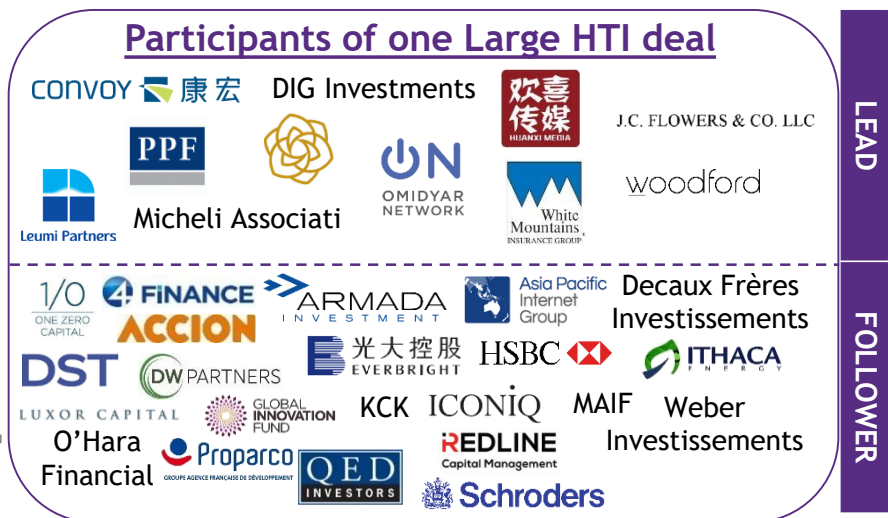 Participants of one Large HTI deal
CONVOY 康宏
DIG Investments
欢喜
传媒
HUANXI MEDIA
J.C. FLOWERS & CO. LLC
PPF
ON
OMIDYAR
NETWORK
woodford
Leumi Partners
Micheli Associati
White
Mountains
INSURANCE GROUP
LEAD
1/0
ONE ZERO
CAPITAL
4FINANCE
ACCION
ARMADA
INVESTMENT
Asia Pacific
Internet
Group
Decaux Frères
Investissements
DST
DW PARTNERS
光大控股
EVERBRIGHT
HSBC
ITHACA
ENERGY
LUXOR CAPITAL
GLOBAL
INNOVATION
FUND
KCK
ICONIQ
MAIF
Weber
Investissements
O'Hara
Financial
Proparco
GROUPE AGENCE FRANÇAISE DE DÉVELOPPEMENT
QED
INVESTORS
REDLINE
Capital Management
Schroders
FOLLOWER